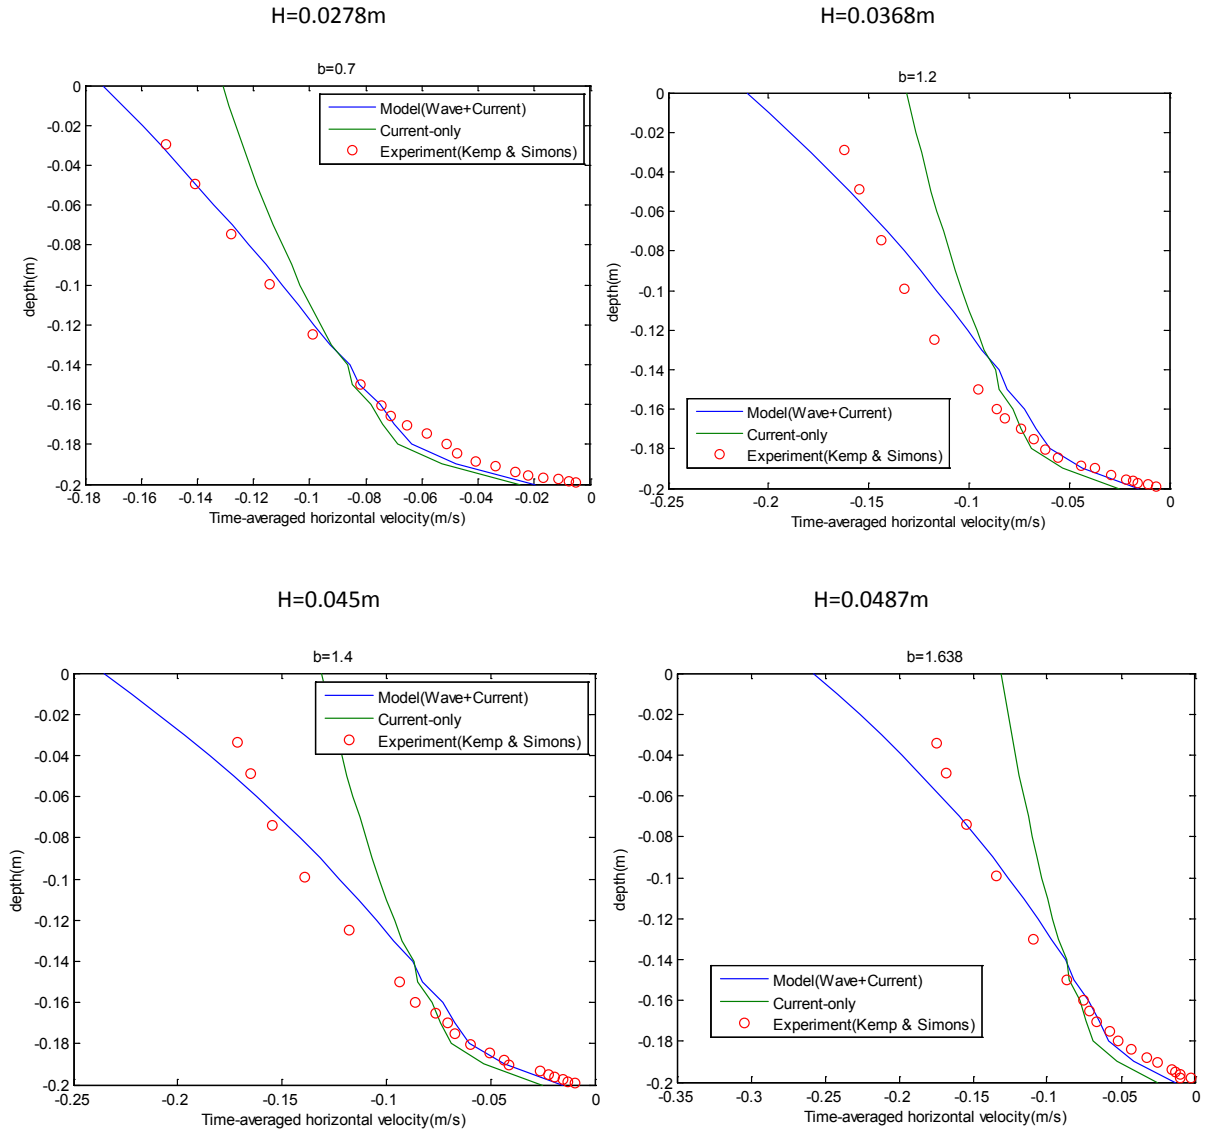 H=0.0278m
H=0.0368m
b=0.7
0
-0.02
-0.04
-0.06
-0.08
-0.1
-0.12
-0.14
-0.16
-0.18
-0.2
0.18
-0.16
-0.14
-0.12
-0.1
-0.08
-0.06
-0.04
-0.02
0
depth(m)
Time-averaged horizontal velocity(m/s)
Model(Wave+Current)
Current-only
Experiment(Kemp & Simons)
b=1.2
0
-0.02
-0.04
-0.06
-0.08
-0.1
-0.12
-0.14
-0.16
-0.18
-0.2
-0.25
-0.2
-0.15
-0.1
-0.05
0
depth(m)
Time-averaged horizontal velocity(m/s)
Model(Wave+Current)
Current-only
Experiment(Kemp & Simons)
H=0.045m
H=0.0487m
b=1.4
0
-0.02
-0.04
-0.06
-0.08
-0.1
-0.12
-0.14
-0.16
-0.18
-0.2
-0.25
-0.2
-0.15
-0.1
-0.05
0
depth(m)
Time-averaged horizontal velocity(m/s)
Model(Wave+Current)
Current-only
Experiment(Kemp & Simons)
b=1.638
0
-0.02
-0.04
-0.06
-0.08
-0.1
-0.12
-0.14
-0.16
-0.18
-0.2
-0.35
-0.3
-0.25
-0.2
-0.15
-0.1
-0.05
0
depth(m)
Time-averaged horizontal velocity(m/s)
Model(Wave+Current)
Current-only
Experiment(Kemp & Simons)